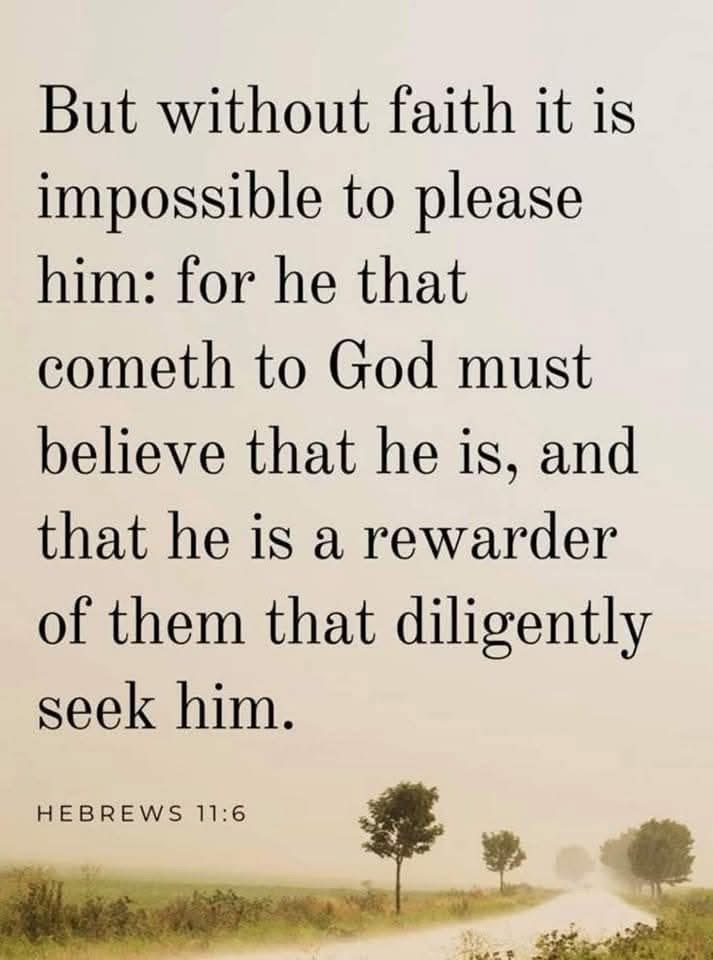 But without faith it is
impossible to please
him: for he that
cometh to God must
believe that he is, and
that he is a rewarder
of them that diligently
seek him.
HEBREWS 11:6